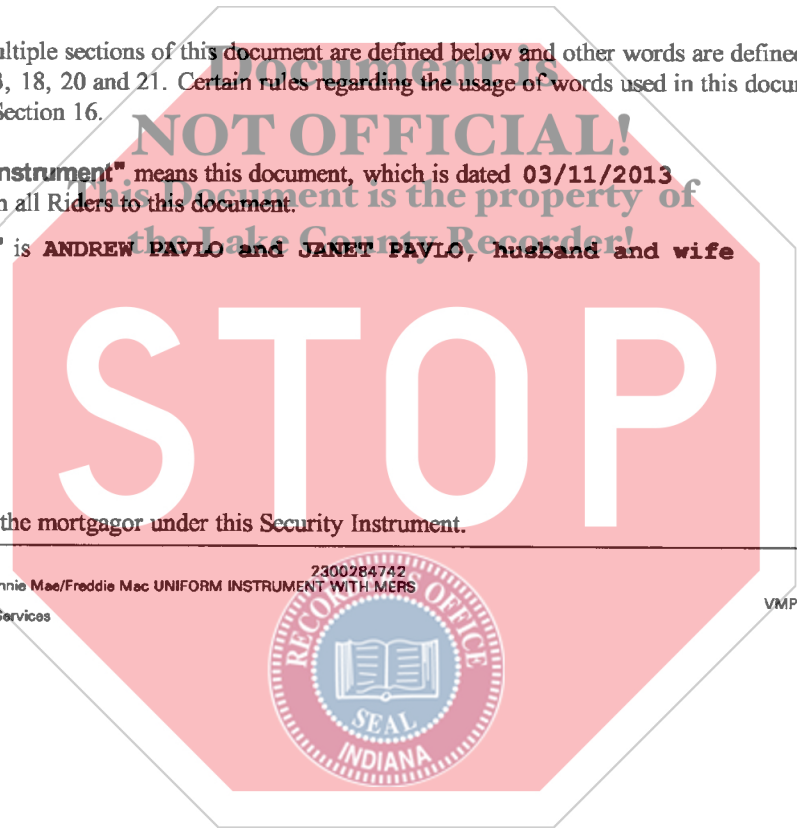 ultiple sections of this document are defined below and other words are defined
3, 18, 20 and 21. Certain rules regarding the usage of words used in this docum
Section 16.
Document is
NOT OFFICIAL!
This Document is the property of
the Lake County Recorder!
nstrument" means this document, which is dated 03/11/2013
n all Riders to this document.
" is ANDREW PAVLO and JANET PAVLO, husband and wife
STOP
the mortgagor under this Security Instrument.
2300284742
nnie Mae/Freddie Mac UNIFORM INSTRUMENT WITH MERS
Services
VMP
RECORDER'S OFFICE
SEAL
INDIANA